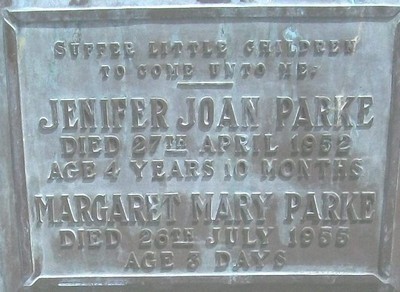 SUFFER LITTLE CHILDREN
TO COME UNTO ME;
JENIFER JOAN PARKE
DIED 27TH APRIL 1952
AGE 4 YEARS 10 MONTHS
MARGARET MARY PARKE
DIED 26TH JULY 1955
AGE 3 DAYS